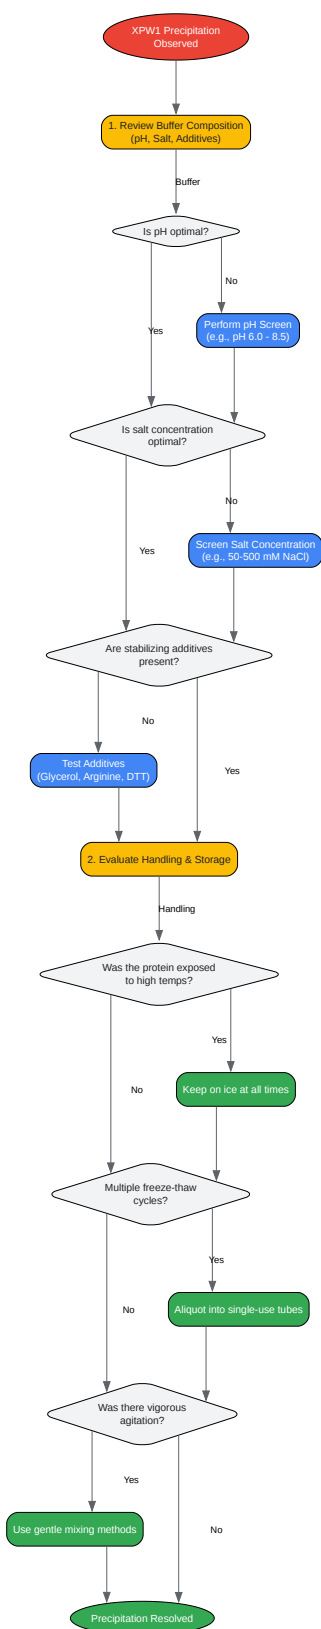 XPW1 Precipitation
Observed
1. Review Buffer Composition
(pH, Salt, Additives)
Buffer
Is pH optimal?
No
Perform pH Screen
(e.g., pH 6.0 - 8.5)
Yes
Is salt concentration
optimal?
No
Screen Salt Concentration
(e.g., 50-500 mM NaCl)
Yes
Are stabilizing additives
present?
No
Test Additives
(Glycerol, Arginine, DTT)
Yes
2. Evaluate Handling & Storage
Handling
Was the protein exposed
to high temps?
Yes
Keep on ice at all times
No
Multiple freeze-thaw
cycles?
Yes
Aliquot into single-use tubes
No
Was there vigorous
agitation?
Yes
Use gentle mixing methods
No
Precipitation Resolved